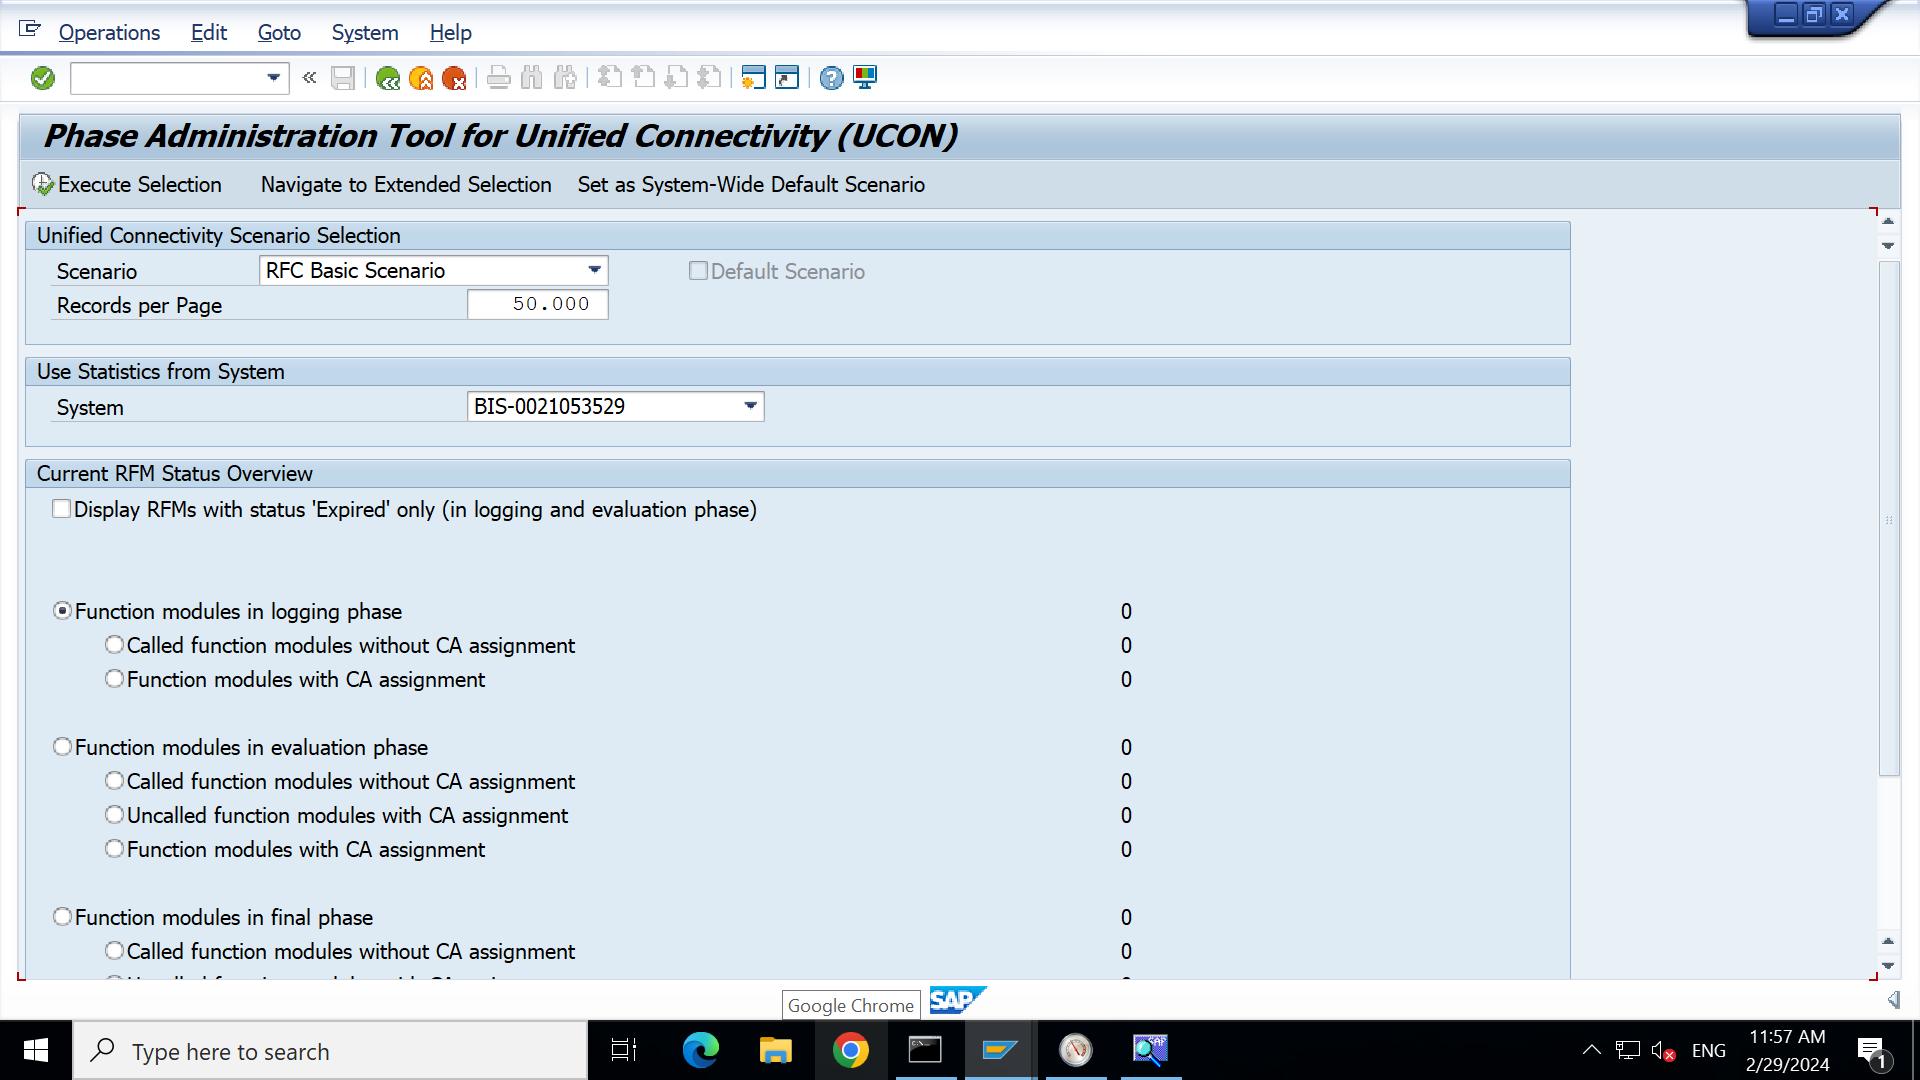 Operations Edit Goto System Help
Phase Administration Tool for Unified Connectivity (UCON)
Execute Selection Navigate to Extended Selection Set as System-Wide Default Scenario
Unified Connectivity Scenario Selection
Scenario RFC Basic Scenario Default Scenario
Records per Page 50.000
Use Statistics from System
System BIS-0021053529
Current RFM Status Overview
Display RFMs with status 'Expired' only (in logging and evaluation phase)
Function modules in logging phase 0
Called function modules without CA assignment 0
Function modules with CA assignment 0
Function modules in evaluation phase 0
Called function modules without CA assignment 0
Uncalled function modules with CA assignment 0
Function modules with CA assignment 0
Function modules in final phase 0
Called function modules without CA assignment 0
Google Chrome SAP
Type here to search
ENG
11:57 AM
2/29/2024
1